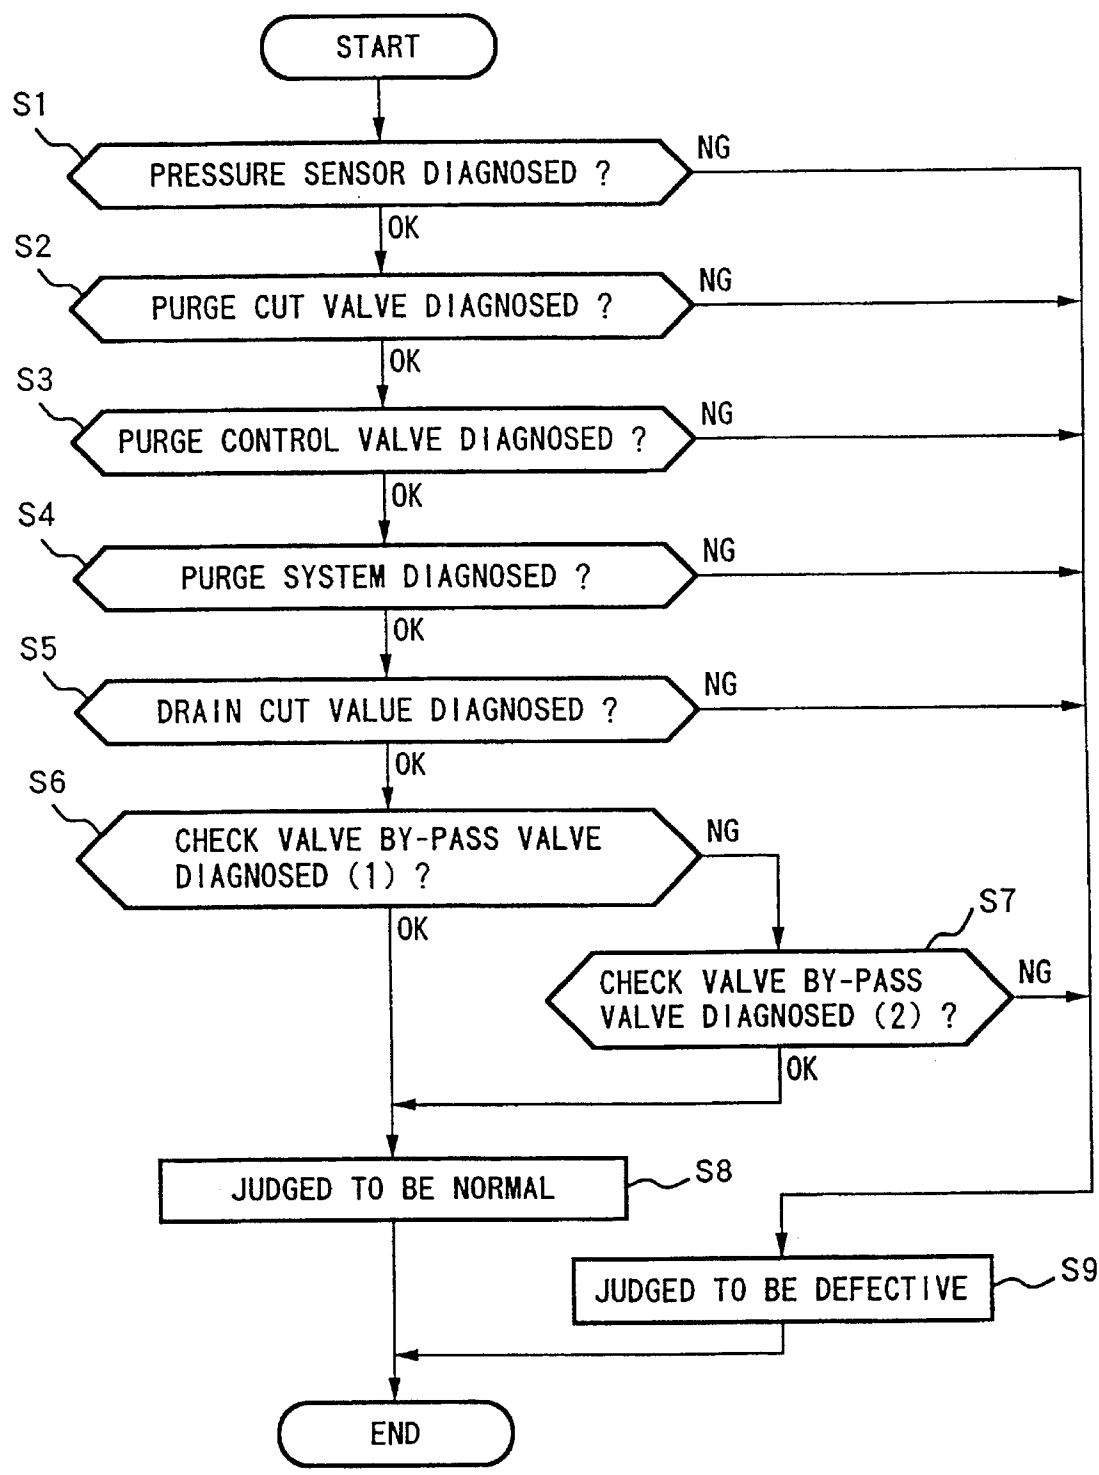 START
S1
PRESSURE SENSOR DIAGNOSED ?
NG
OK
S2
PURGE CUT VALVE DIAGNOSED ?
NG
OK
S3
PURGE CONTROL VALVE DIAGNOSED ?
NG
OK
S4
PURGE SYSTEM DIAGNOSED ?
NG
OK
S5
DRAIN CUT VALUE DIAGNOSED ?
NG
OK
S6
CHECK VALVE BY-PASS VALVE
DIAGNOSED (1) ?
NG
OK
S7
CHECK VALVE BY-PASS
VALVE DIAGNOSED (2) ?
NG
OK
JUDGED TO BE NORMAL
S8
JUDGED TO BE DEFECTIVE
S9
END